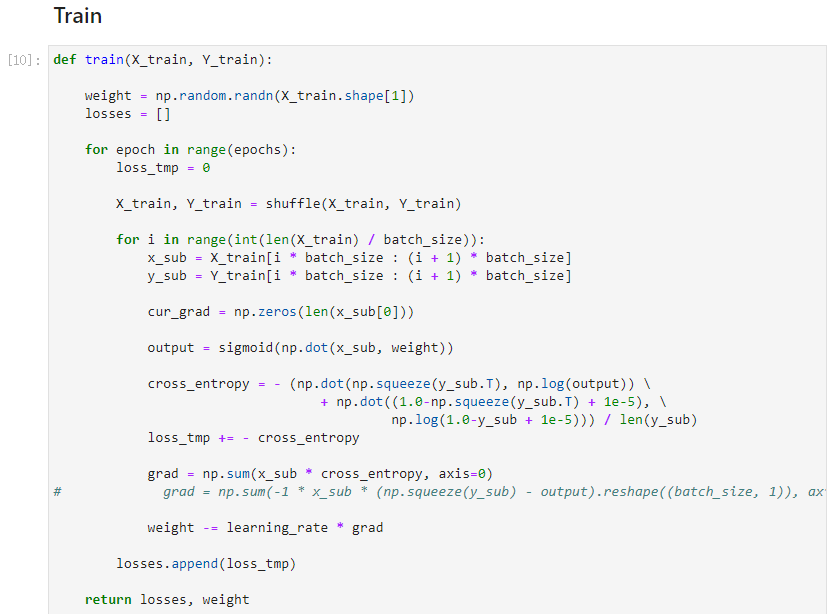 Train
[10]:
def train(X_train, Y_train):
    weight = np.random.randn(X_train.shape[1])
    losses = []
    for epoch in range(epochs):
        loss_tmp = 0
        X_train, Y_train = shuffle(X_train, Y_train)
        for i in range(int(len(X_train) / batch_size)):
            x_sub = X_train[i * batch_size : (i + 1) * batch_size]
            y_sub = Y_train[i * batch_size : (i + 1) * batch_size]
            cur_grad = np.zeros(len(x_sub[0]))
            output = sigmoid(np.dot(x_sub, weight))
            cross_entropy = - (np.dot(np.squeeze(y_sub.T), np.log(output)) \
                                  + np.dot((1.0-np.squeeze(y_sub.T) + 1e-5), \
                                           np.log(1.0-y_sub + 1e-5))) / len(y_sub)
            loss_tmp += - cross_entropy
            grad = np.sum(x_sub * cross_entropy, axis=0)
#             grad = np.sum(-1 * x_sub * (np.squeeze(y_sub) - output).reshape((batch_size, 1)),
            weight -= learning_rate * grad
        losses.append(loss_tmp)
    return losses, weight